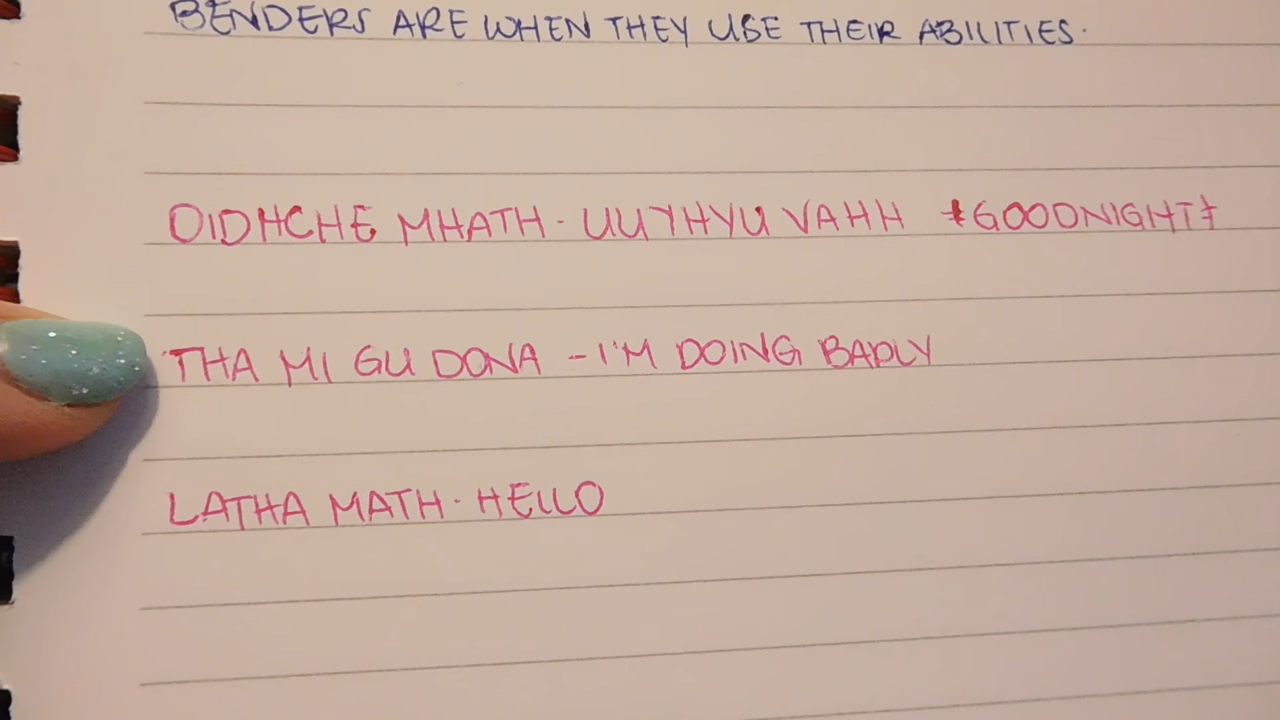 BENDERS ARE WHEN THEY USE THEIR ABILITIES.
OIDHCHE MHATH - UUYHYU VAHH *GOODNIGHT*
THA MI GU DONA - I'M DOING BADLY
LATHA MATH - HELLO